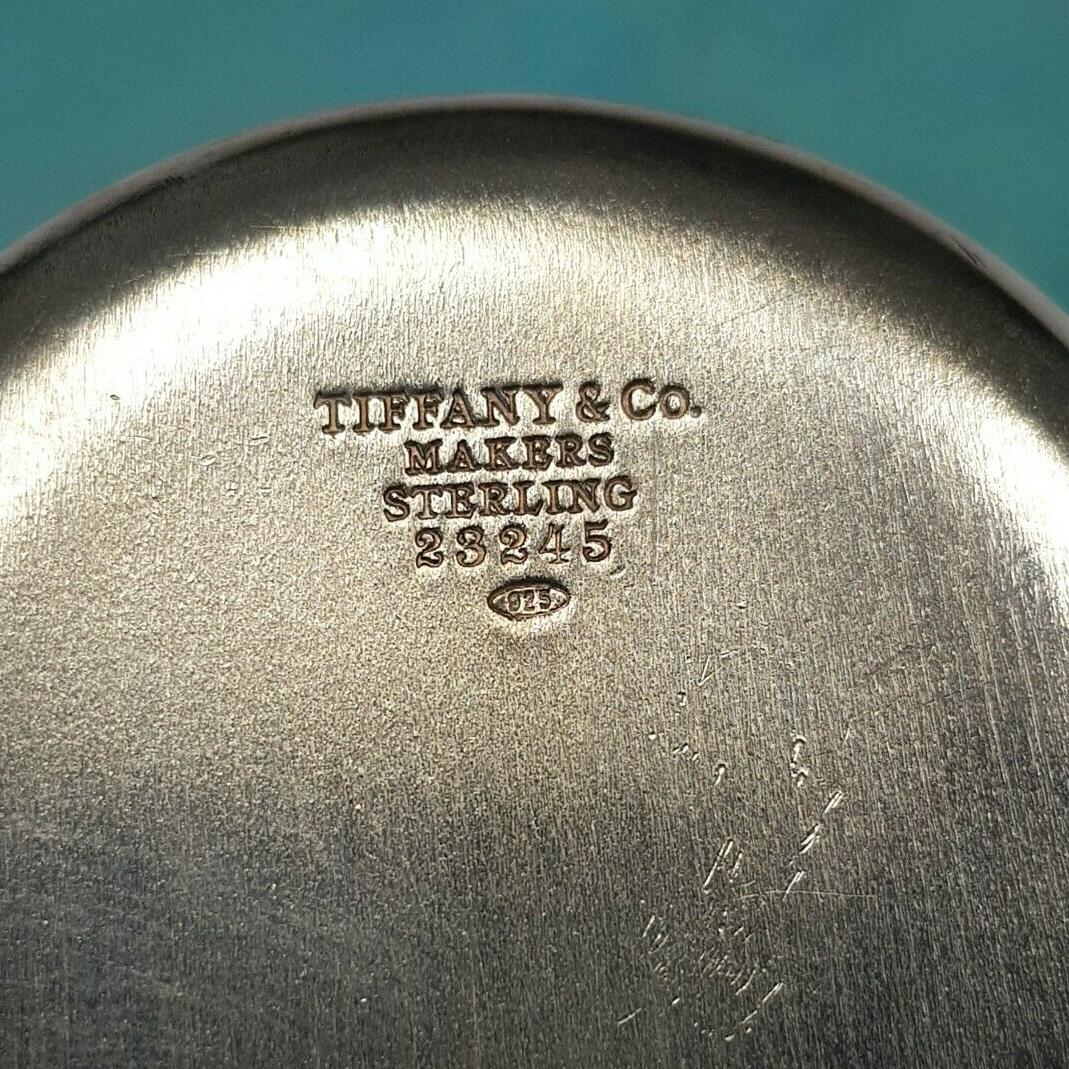 TIFFANY & Co.
MAKERS
STERLING
23245
925